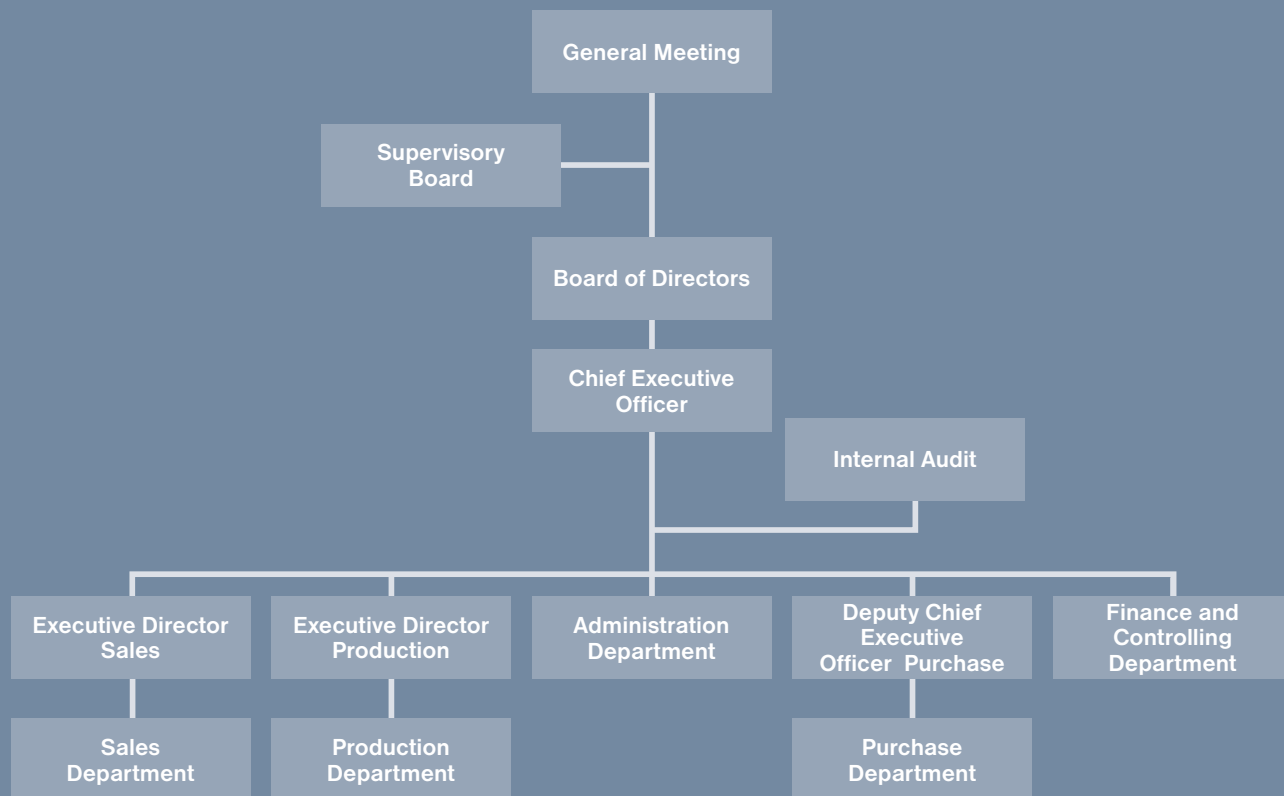 General Meeting
Supervisory
Board
Board of Directors
Chief Executive
Officer
Internal Audit
Executive Director
Sales
Executive Director
Production
Administration
Department
Deputy Chief
Executive
Officer  Purchase
Finance and
Controlling
Department
Sales
Department
Production
Department
Purchase
Department